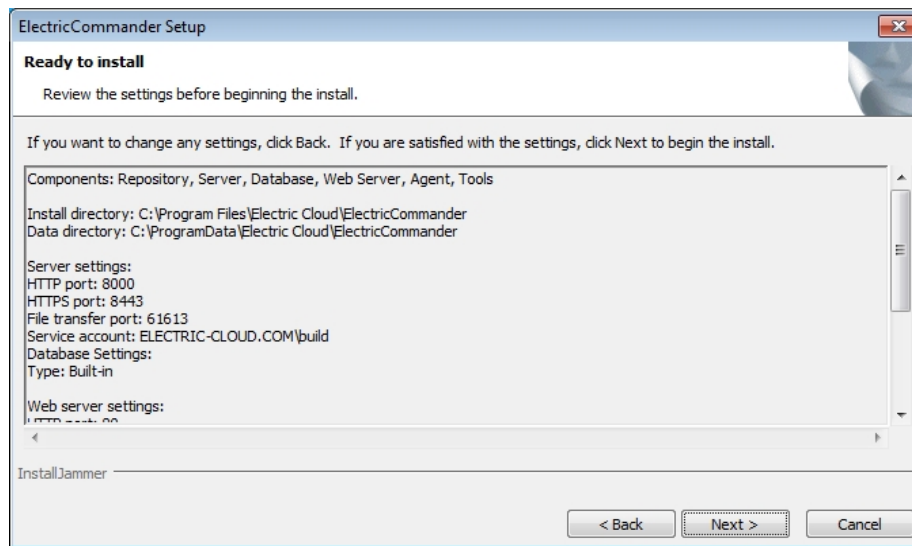 ElectricCommander Setup
Ready to install
Review the settings before beginning the install.
If you want to change any settings, click Back.  If you are satisfied with the settings, click Next to begin the install.
Components: Repository, Server, Database, Web Server, Agent, Tools
Install directory: C:\Program Files\Electric Cloud\ElectricCommander
Data directory: C:\ProgramData\Electric Cloud\ElectricCommander
Server settings:
HTTP port: 8000
HTTPS port: 8443
File transfer port: 61613
Service account: ELECTRIC-CLOUD.COM\build
Database Settings:
Type: Built-in
Web server settings:
HTTP port: 80
InstallJammer
< Back
Next >
Cancel